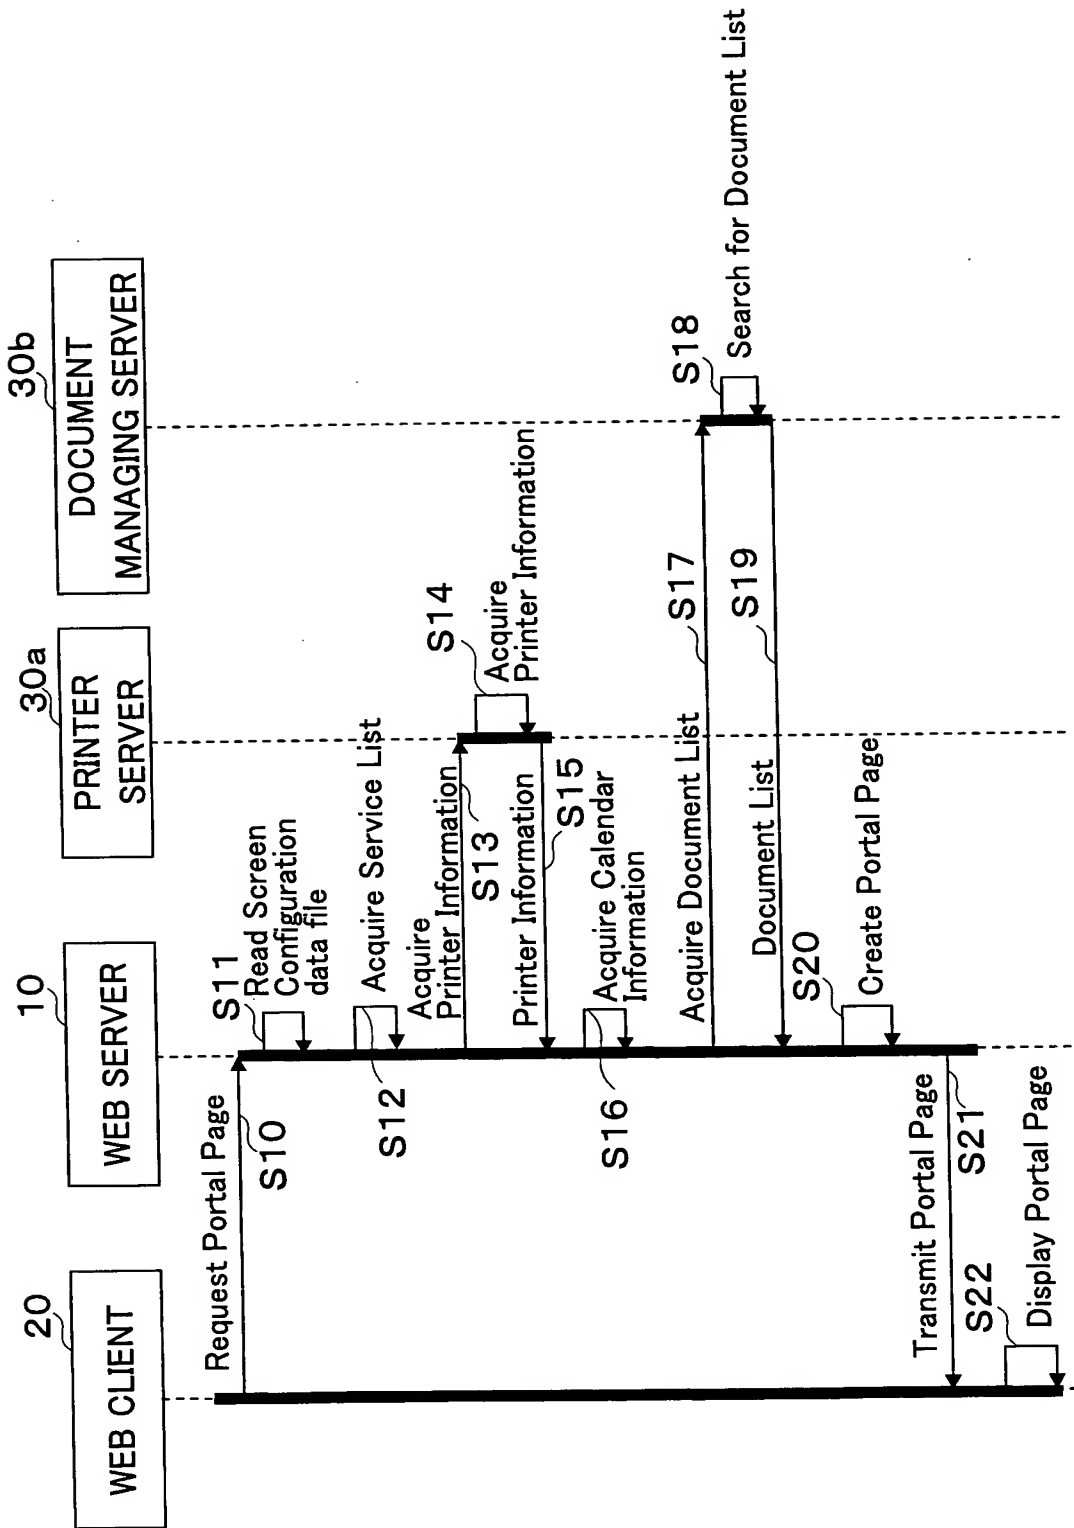 20
WEB CLIENT
10
WEB SERVER
30a
PRINTER
SERVER
30b
DOCUMENT
MANAGING SERVER
Request Portal Page
S10
S11
Read Screen
Configuration
data file
Acquire Service List
S12
Acquire
Printer Information
S13
S14
Acquire
Printer Information
Printer Information
S15
Acquire Calendar
Information
S16
Acquire Document List
S17
S18
Search for Document List
Document List
S19
S20
Create Portal Page
Transmit Portal Page
S21
S22
Display Portal Page